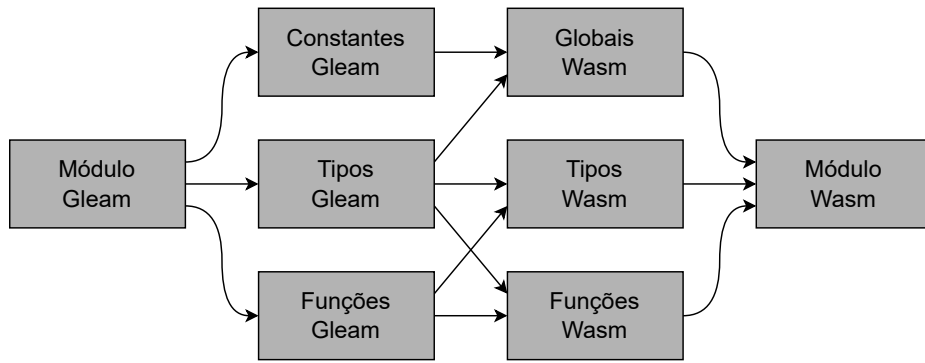 Constantes
Gleam
Globais
Wasm
Módulo
Gleam
Tipos
Gleam
Tipos
Wasm
Módulo
Wasm
Funções
Gleam
Funções
Wasm